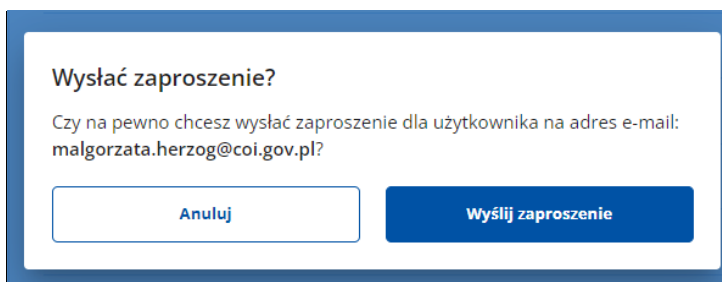 Wysłać zaproszenie?
Czy na pewno chcesz wysłać zaproszenie dla użytkownika na adres e-mail:
malgorzata.herzog@coi.gov.pl?
Anuluj
Wyślij zaproszenie